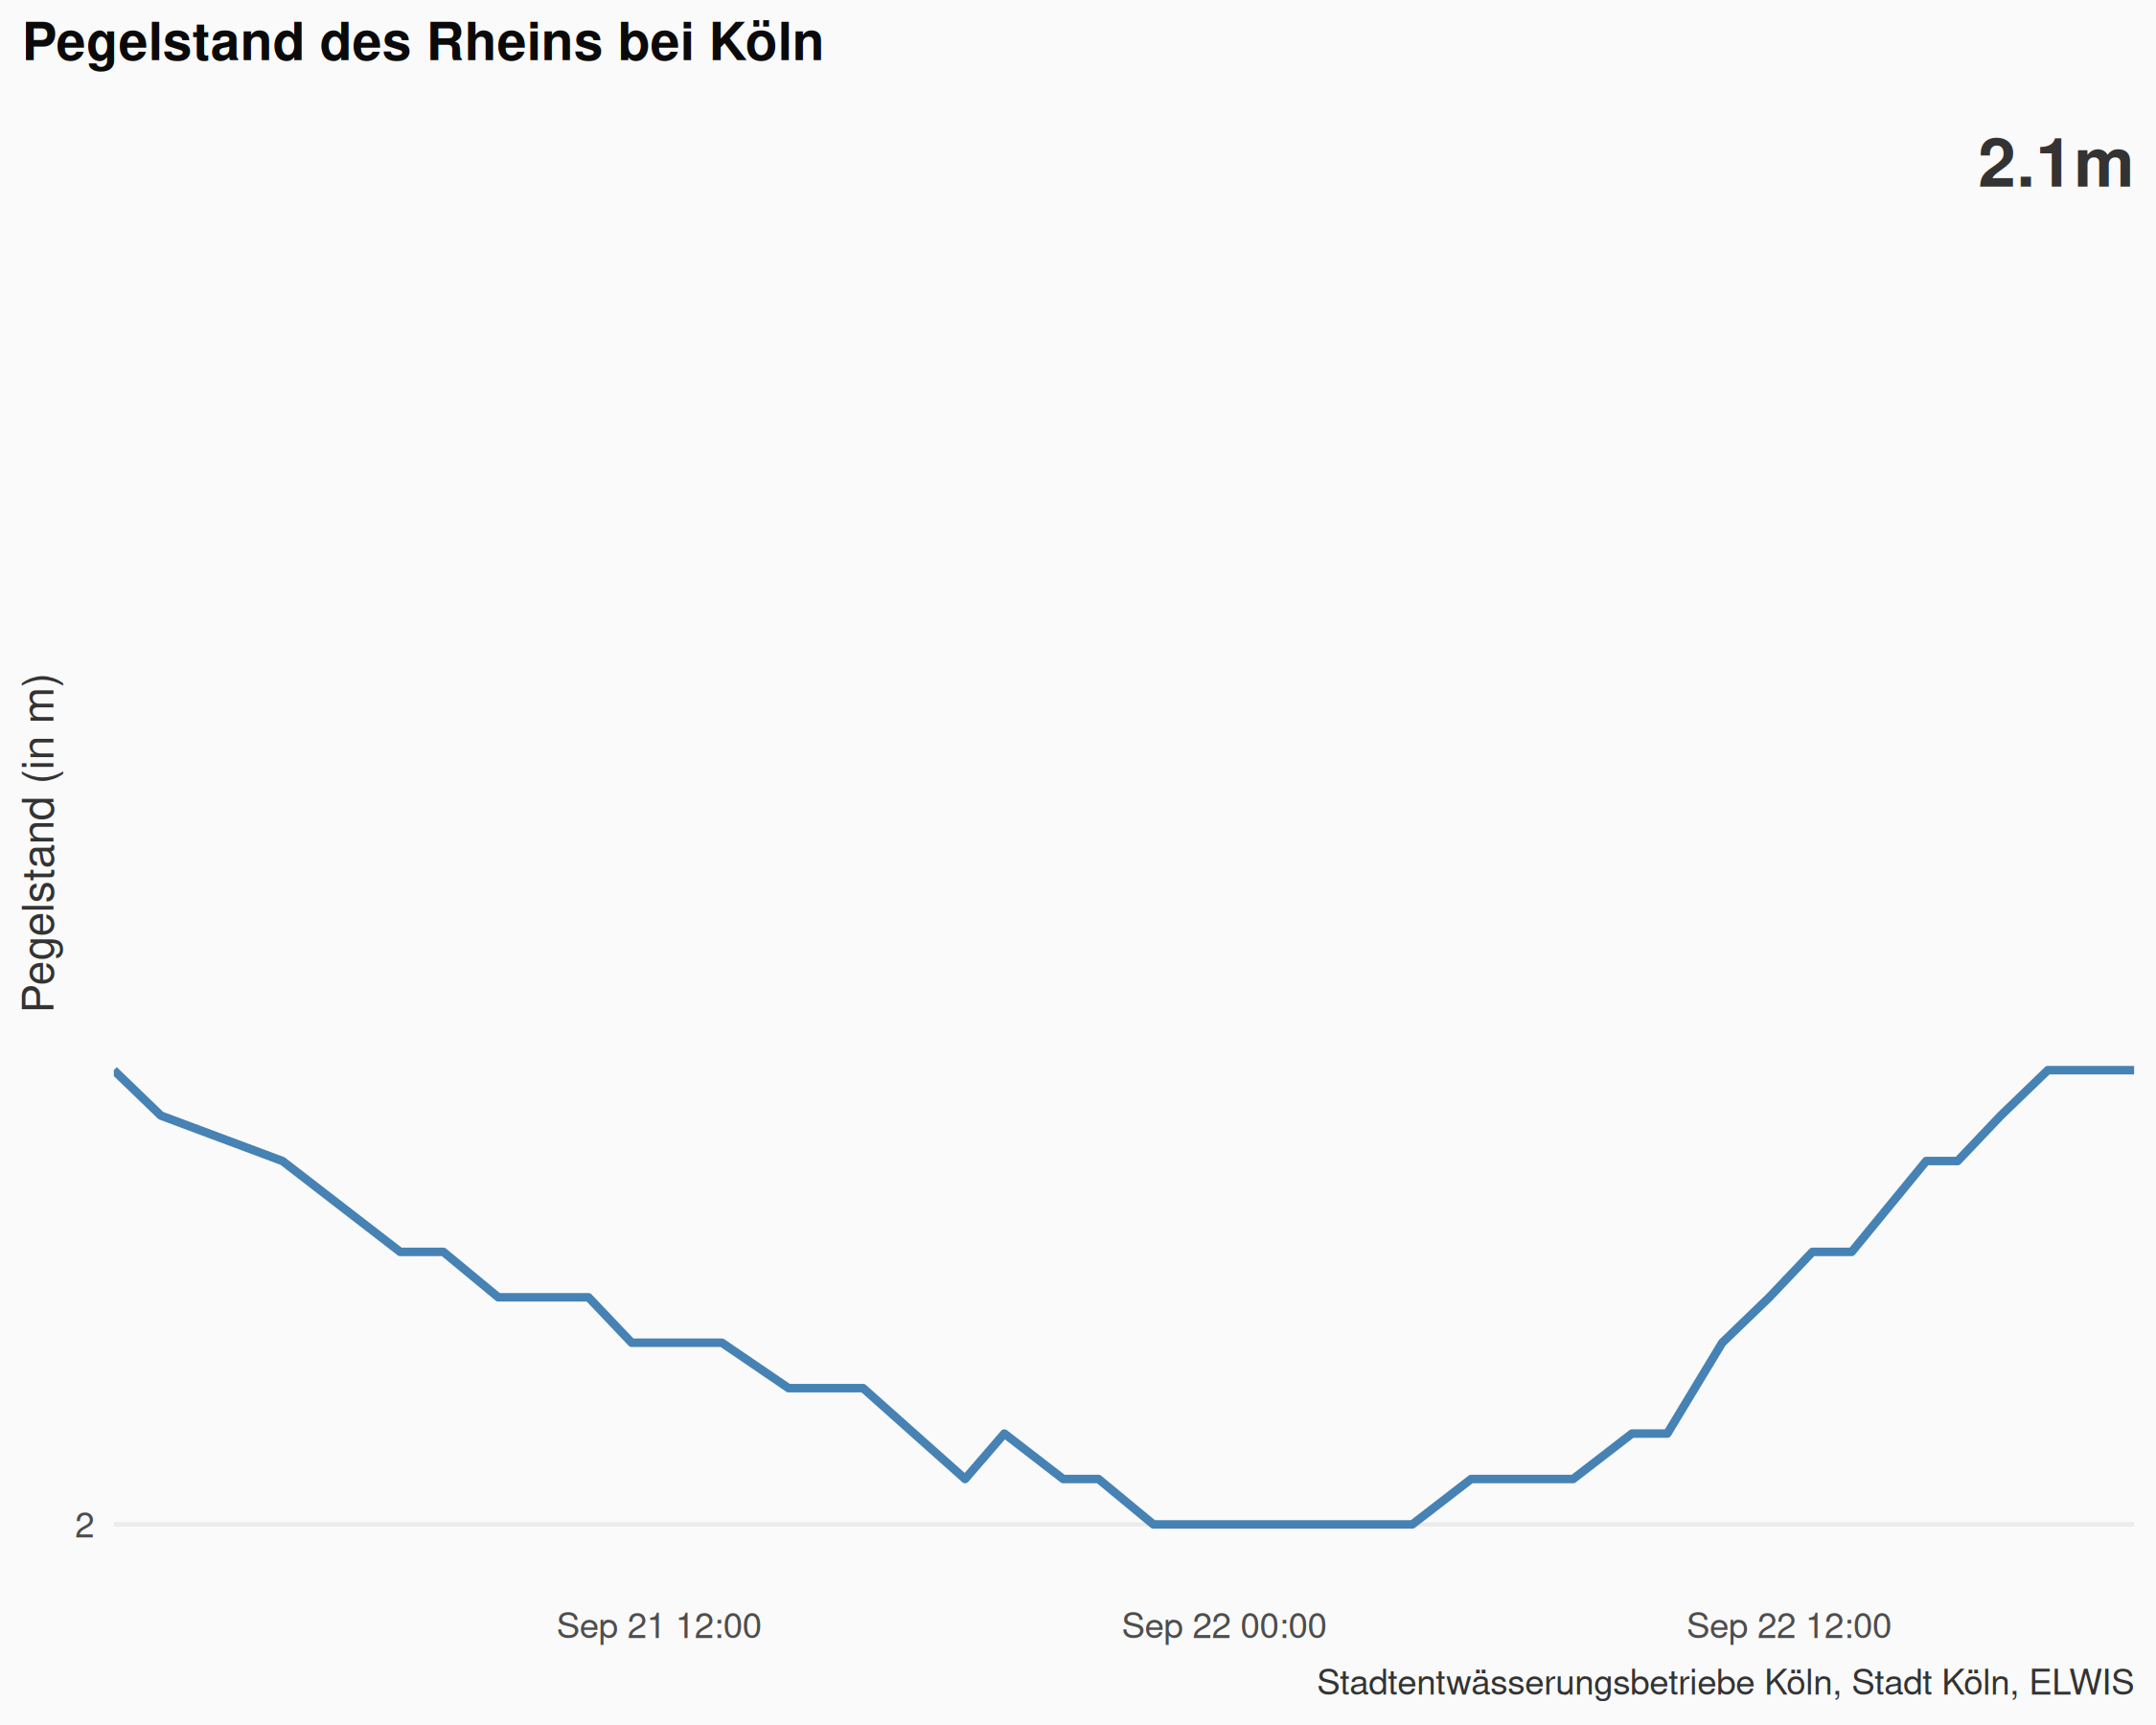 Pegelstand des Rheins bei Köln
2.1m
Pegelstand (in m)
2
Sep 21 12:00
Sep 22 00:00
Sep 22 12:00
Stadtentwässerungsbetriebe Köln, Stadt Köln, ELWIS